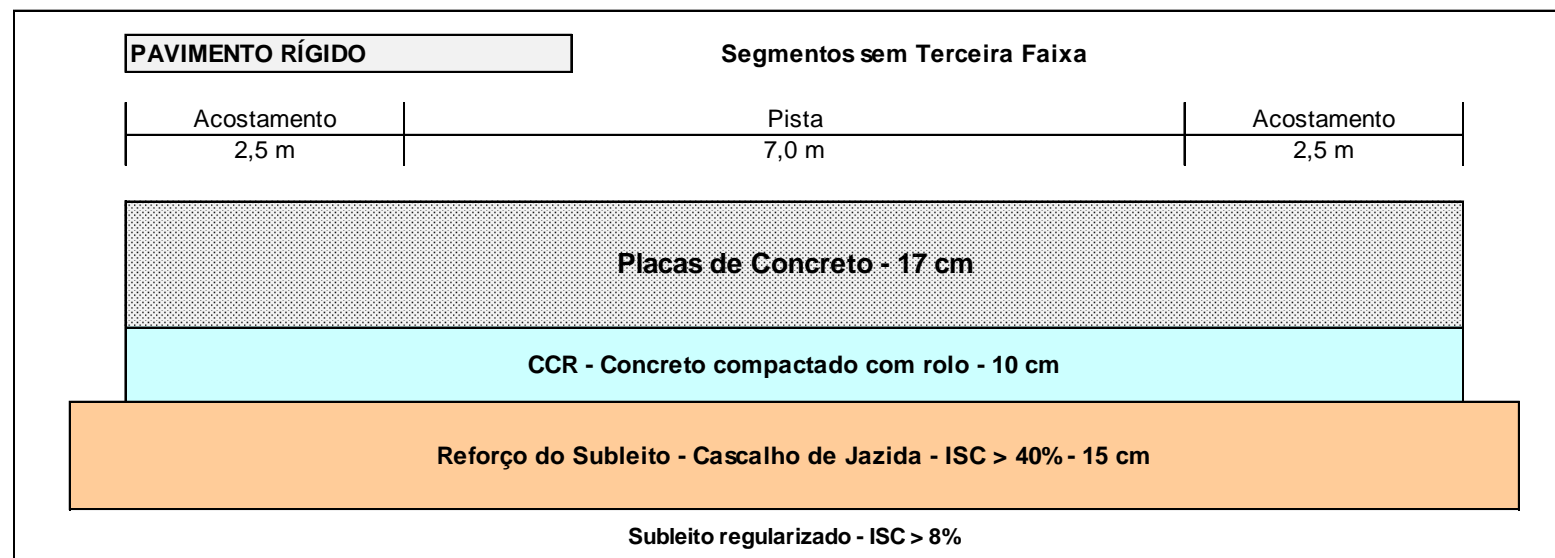 PAVIMENTO RÍGIDO
Segmentos sem Terceira Faixa
Acostamento
Pista
Acostamento
2,5 m
7,0 m
2,5 m
Placas de Concreto - 17 cm
CCR - Concreto compactado com rolo - 10 cm
Reforço do Subleito - Cascalho de Jazida - ISC > 40% - 15 cm
Subleito regularizado - ISC > 8%